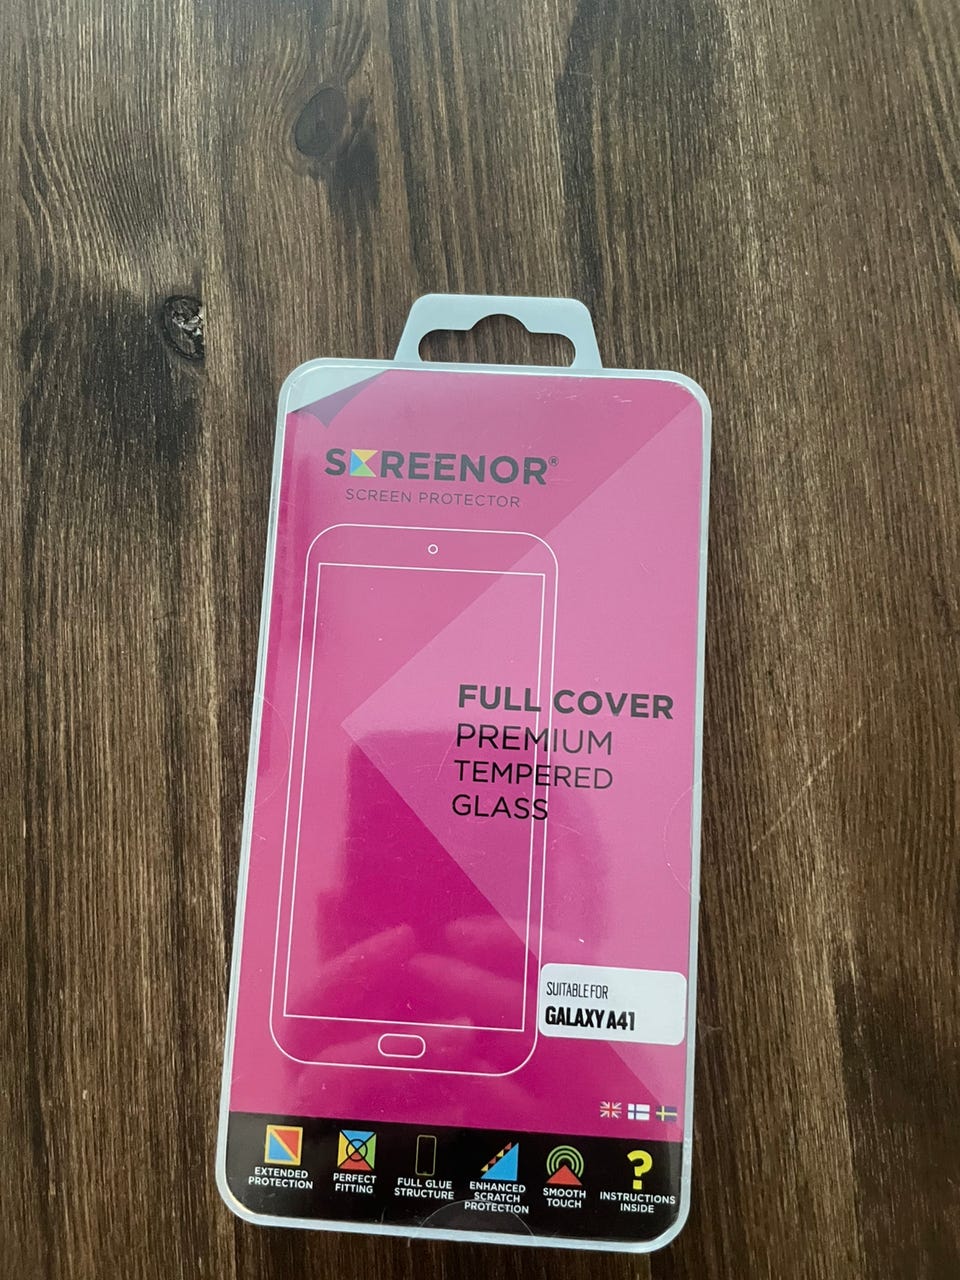 SCREENOR®
SCREEN PROTECTOR
FULL COVER
PREMIUM
TEMPERED
GLASS
SUITABLE FOR
GALAXY A41
EXTENDED
PROTECTION
PERFECT
FITTING
FULL GLUE
STRUCTURE
ENHANCED
SCRATCH
PROTECTION
SMOOTH
TOUCH
?
INSTRUCTIONS
INSIDE